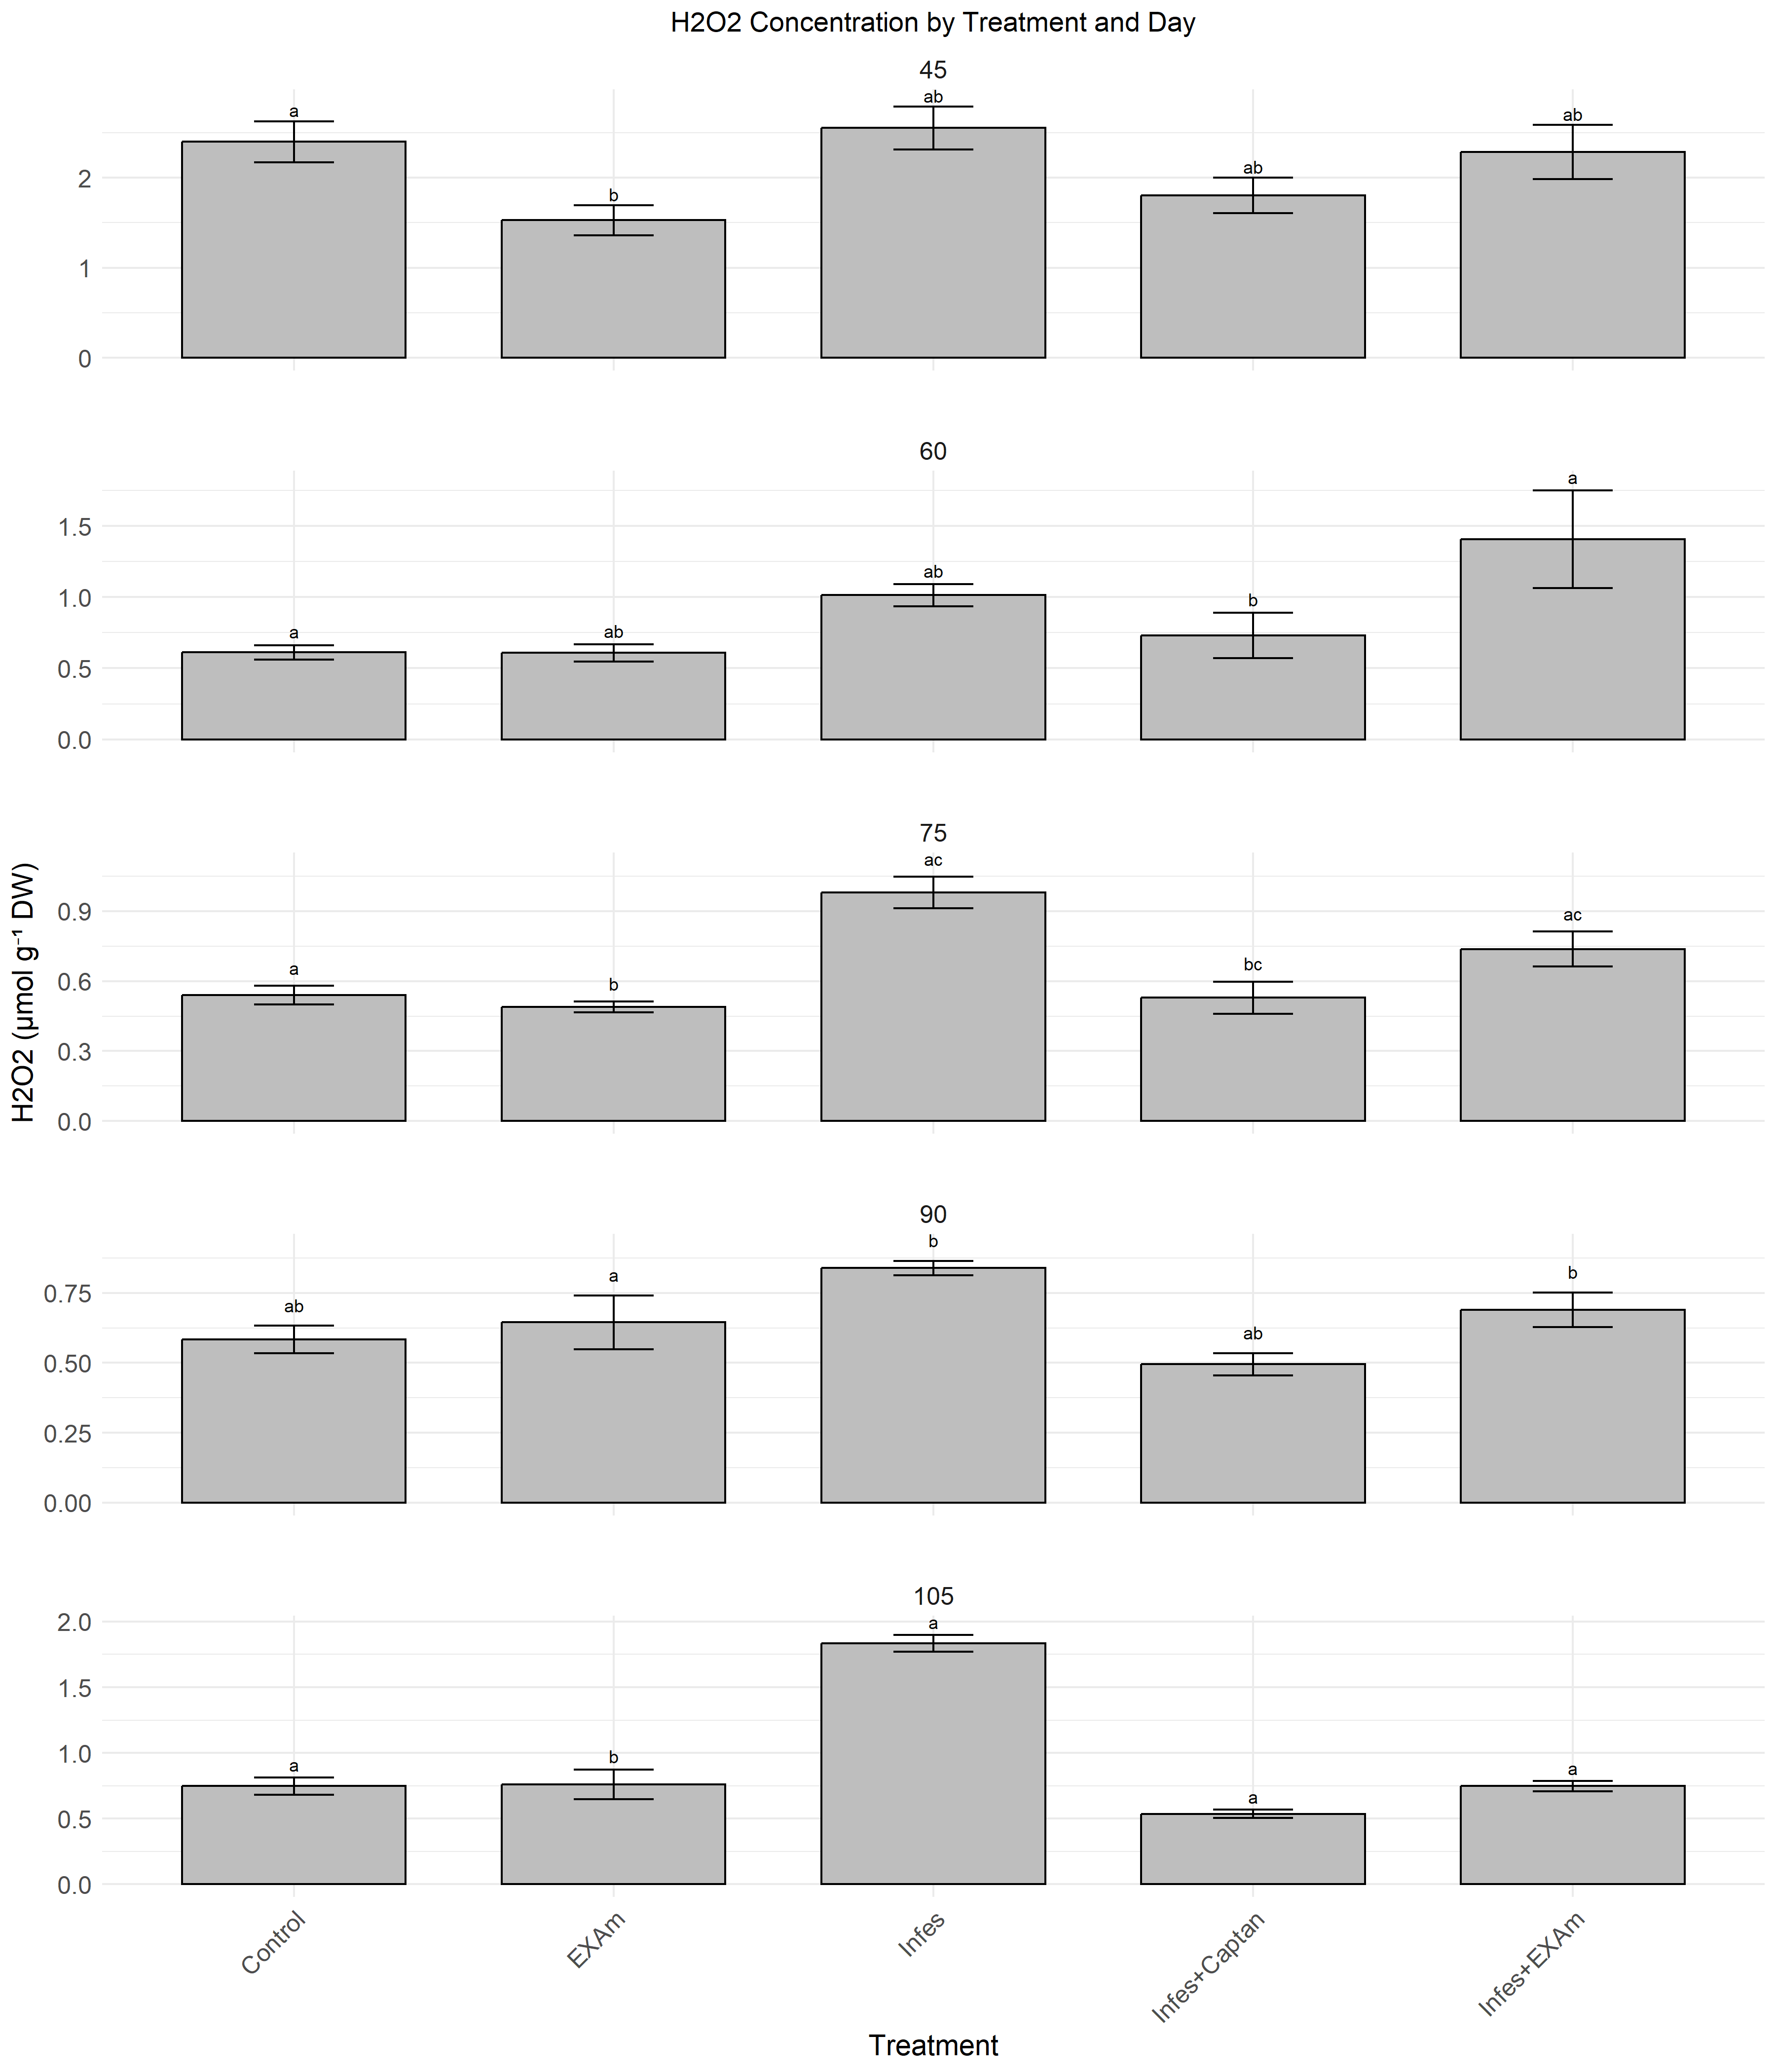 H2O2 Concentration by Treatment and Day
45
a
b
ab
ab
ab
2
1
0
60
a
ab
ab
b
a
1.5
1.0
0.5
0.0
75
a
b
ac
bc
ac
0.9
0.6
0.3
0.0
90
ab
a
b
ab
b
0.75
0.50
0.25
0.00
105
a
b
a
a
a
2.0
1.5
1.0
0.5
0.0
H2O2 (µmol g⁻¹ DW)
Control
EXAm
Infes
Infes+Captan
Infes+EXAm
Treatment